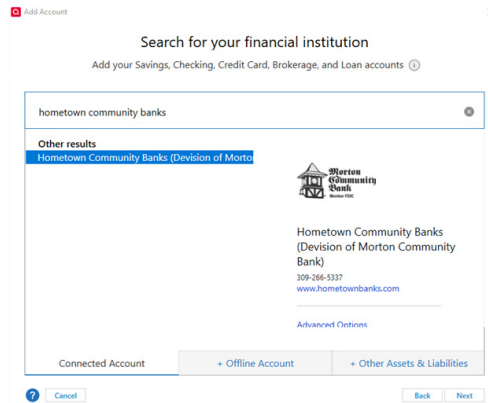 Add Account
Search for your financial institution
Add your Savings, Checking, Credit Card, Brokerage, and Loan accounts
hometown community banks
Other results
Hometown Community Banks (Devision of Morto
Morton
Community
Bank
Member FDIC
Hometown Community Banks
(Devision of Morton Community
Bank)
309-266-5337
www.hometownbanks.com
Advanced Options
Connected Account
+ Offline Account
+ Other Assets & Liabilities
?
Cancel
Back
Next